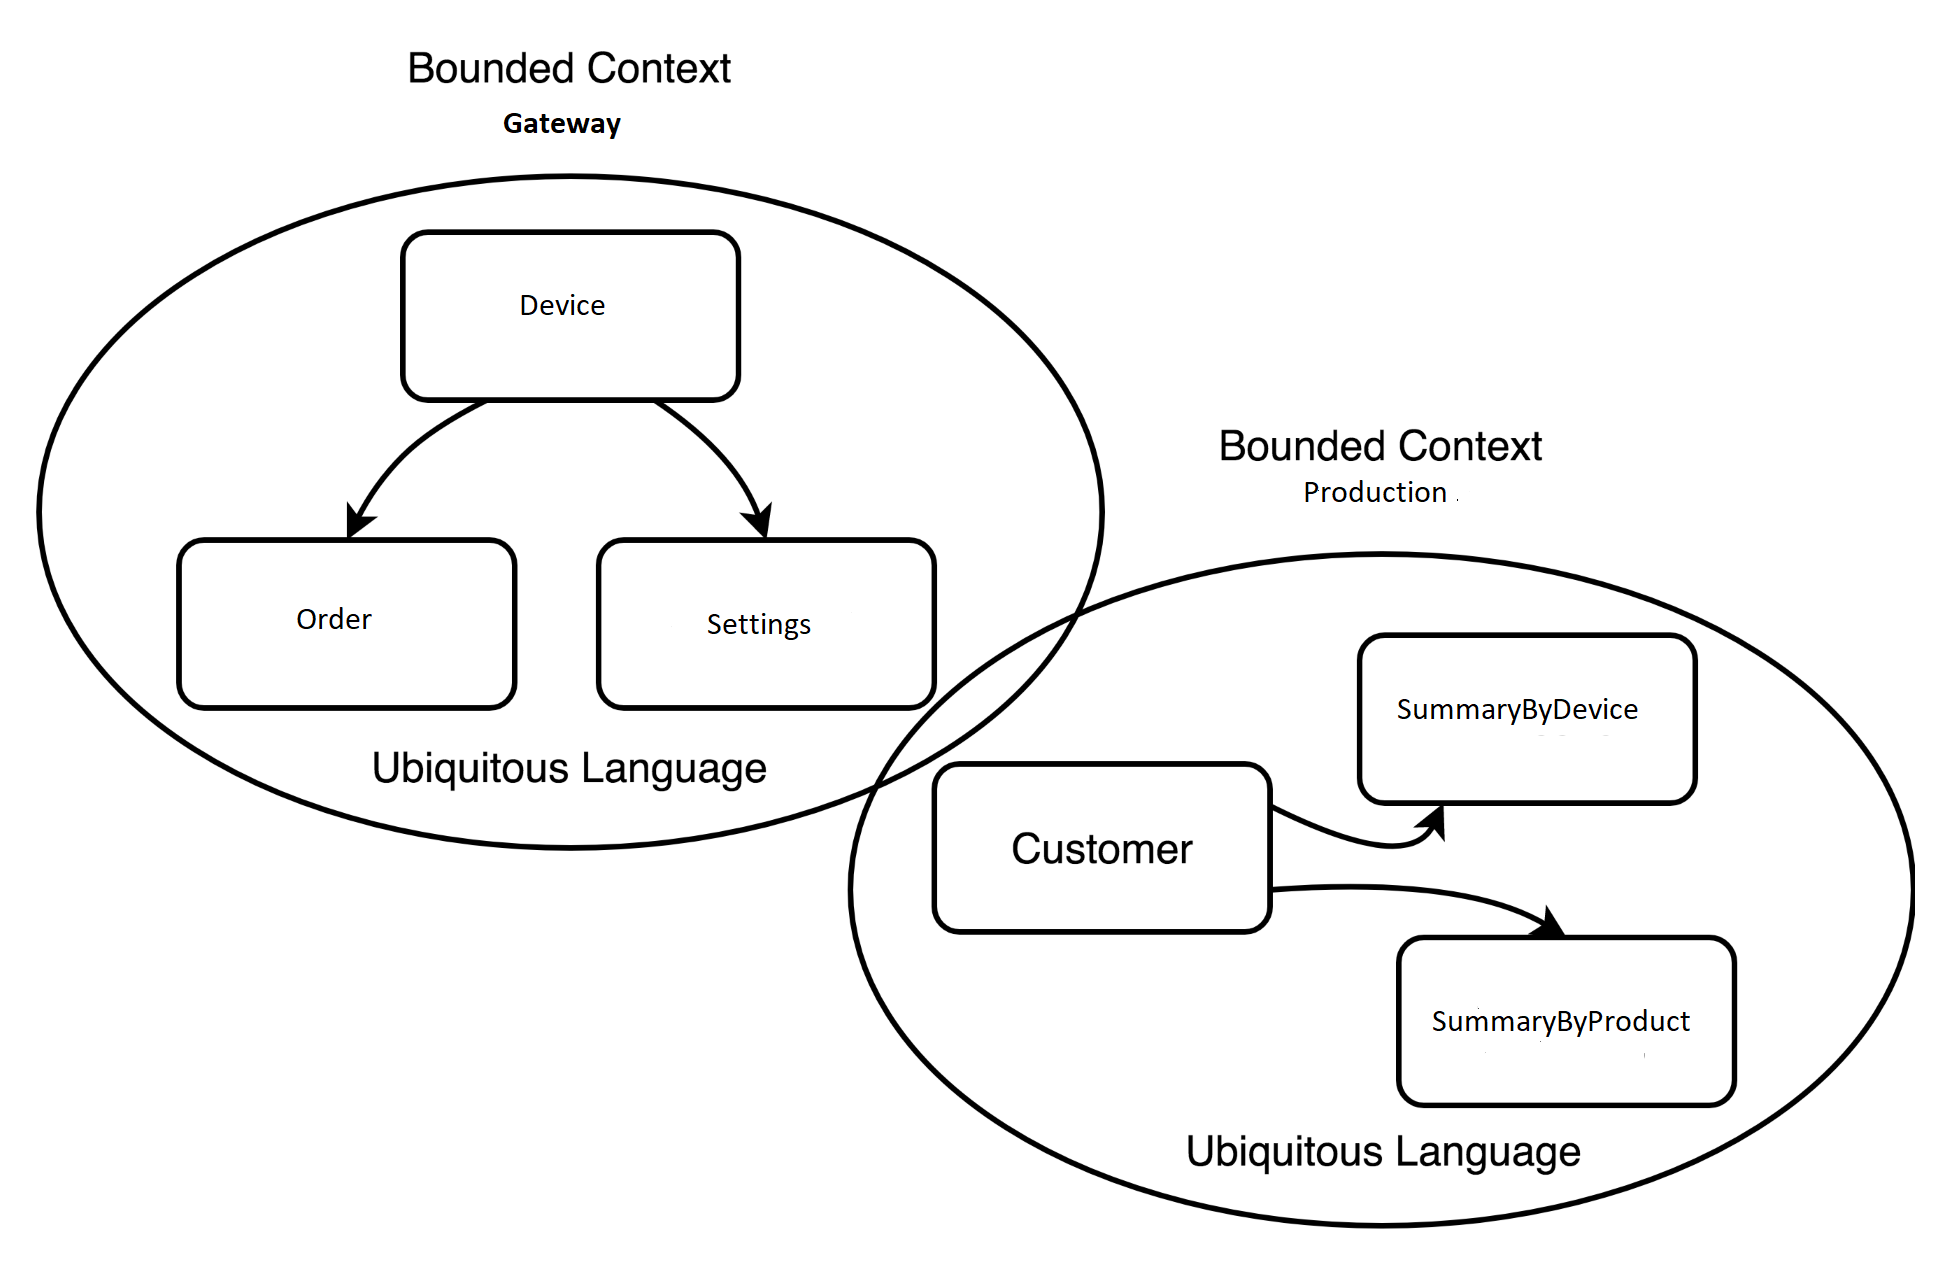 Bounded Context
Gateway
Device
Order
Settings
Ubiquitous Language
Bounded Context
Production .
SummaryByDevice
Customer
SummaryByProduct
Ubiquitous Language